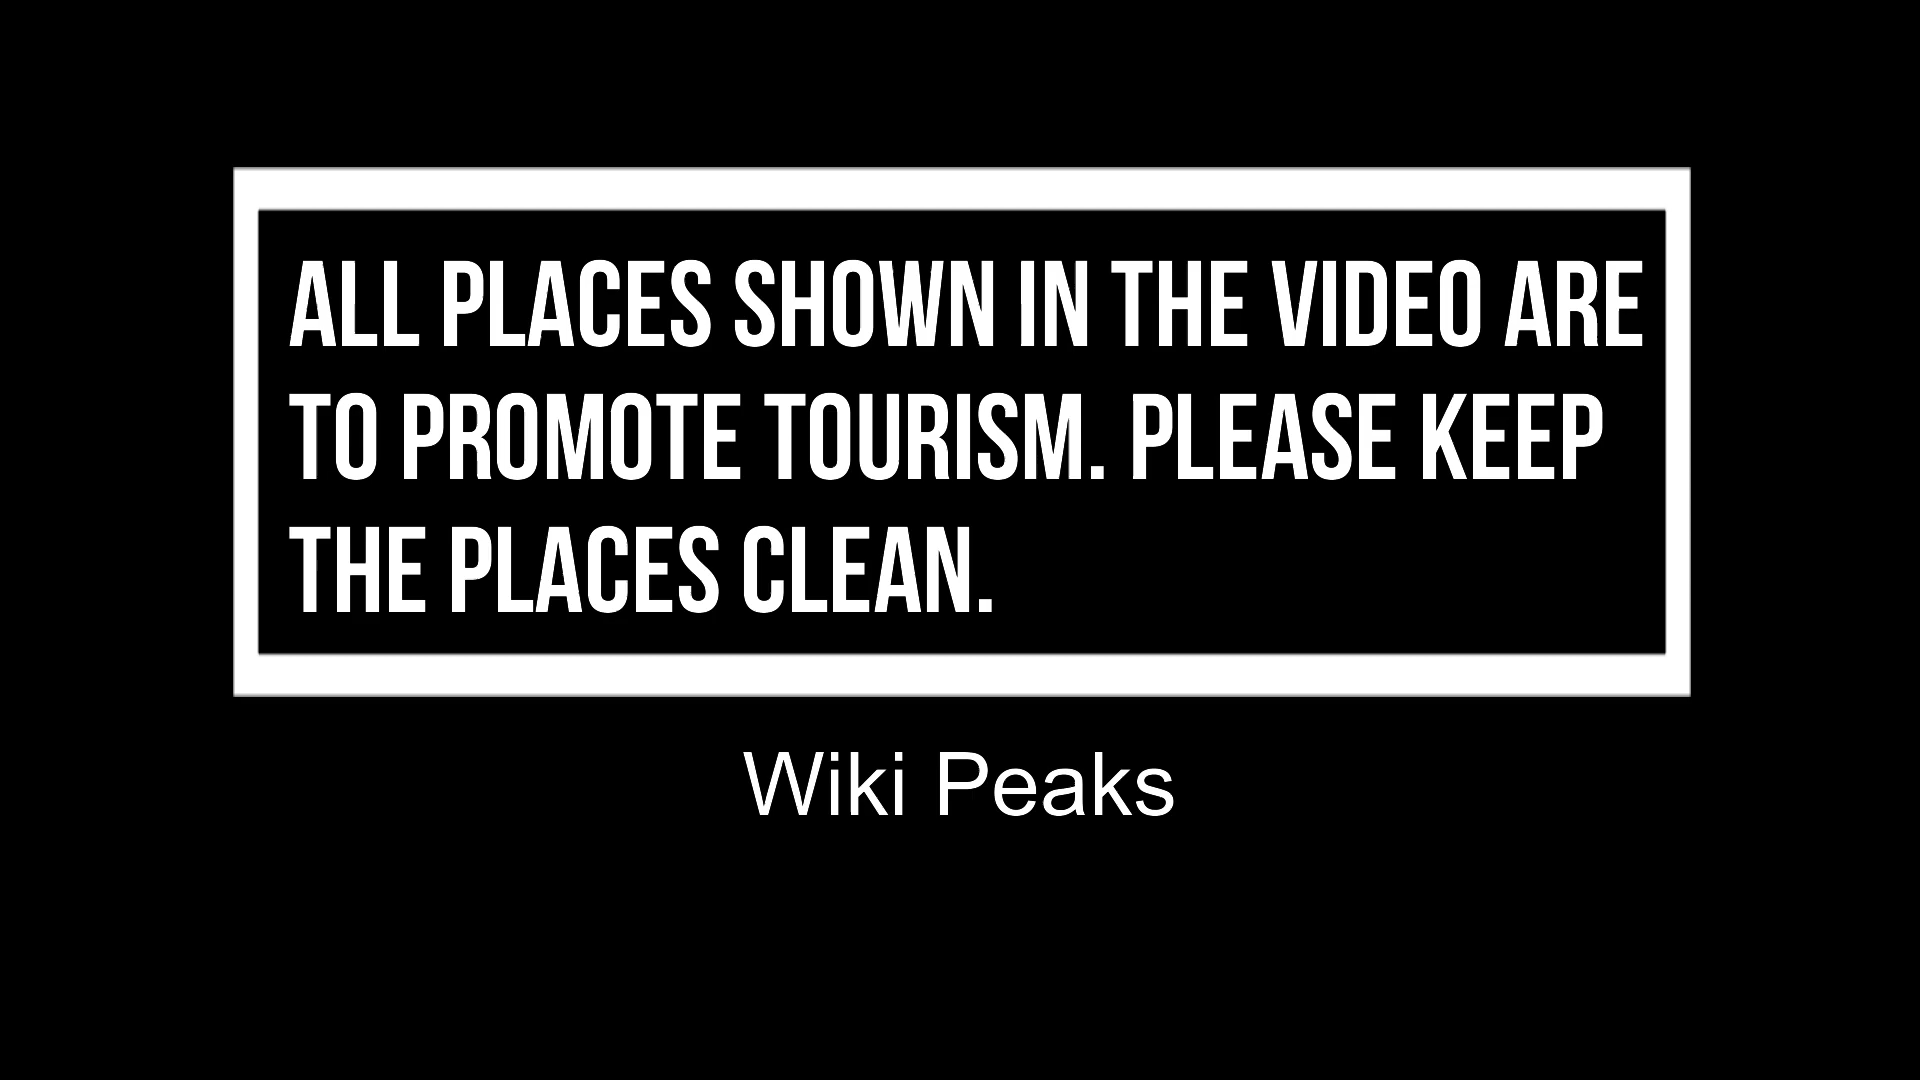 ALL PLACES SHOWN IN THE VIDEO ARE
TO PROMOTE TOURISM. PLEASE KEEP
THE PLACES CLEAN.
Wiki Peaks